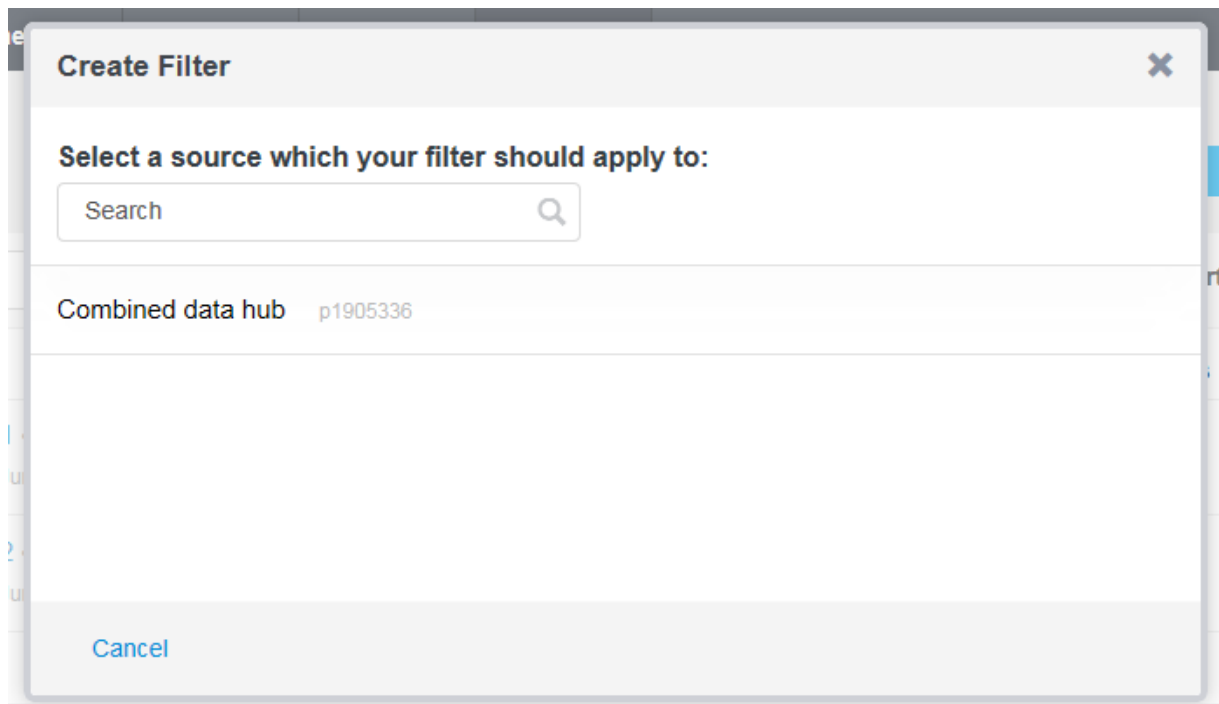 Create Filter
Select a source which your filter should apply to:
Search
Combined data hub p1905336
Cancel